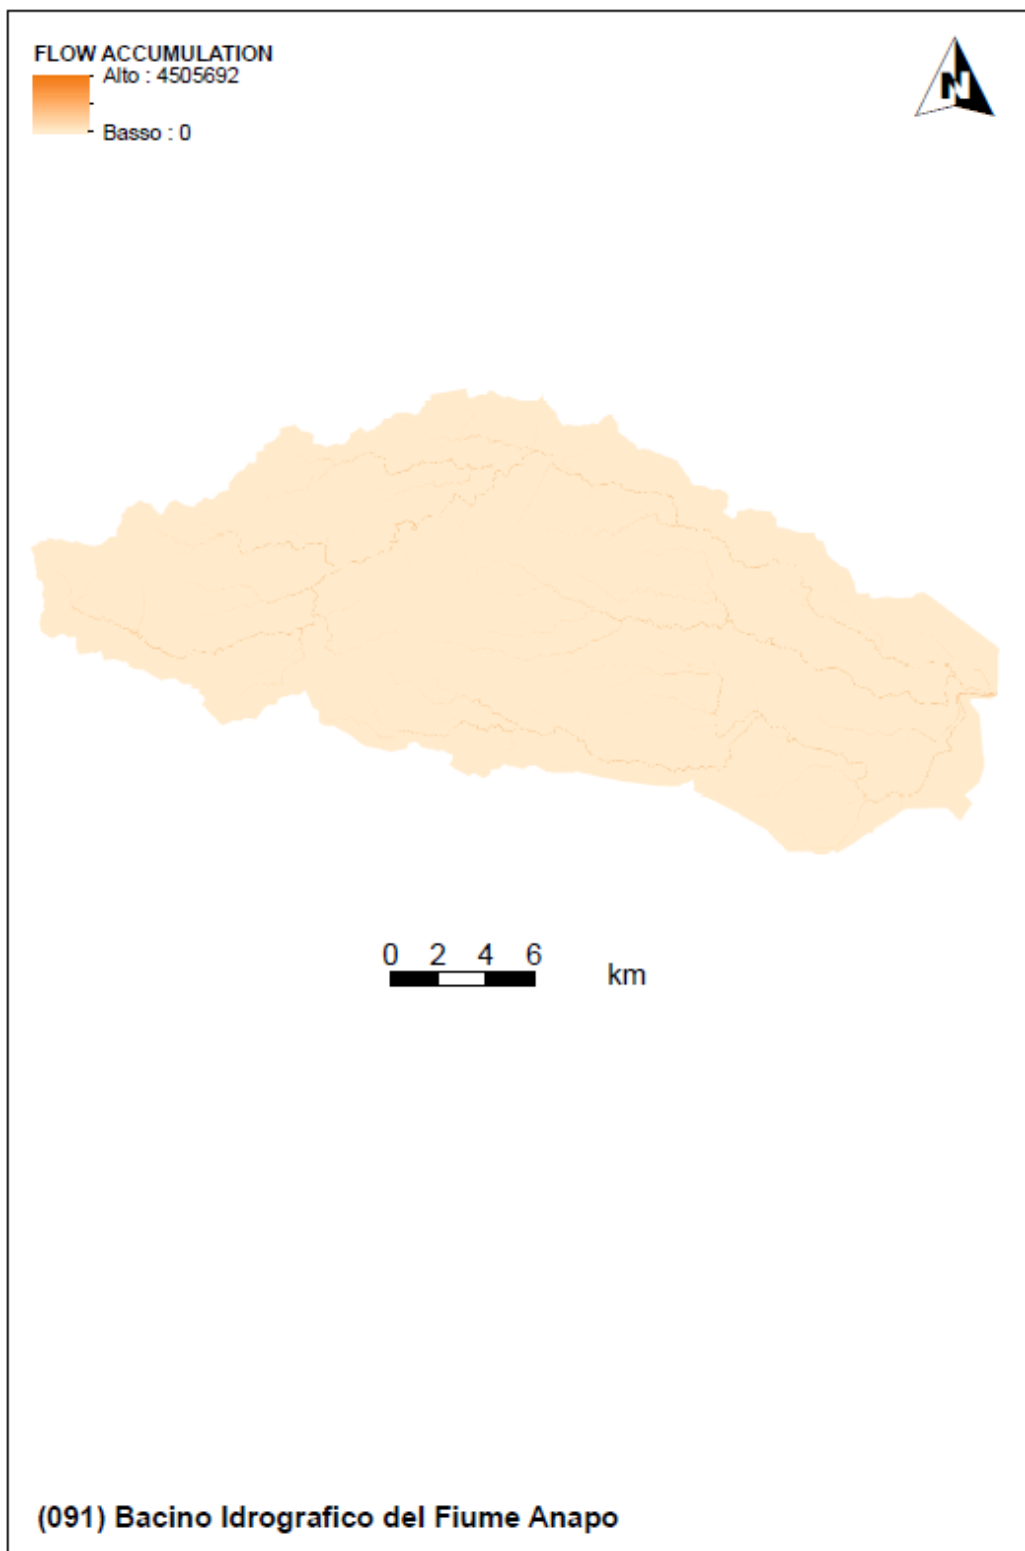 FLOW ACCUMULATION
Alto : 4505692
Basso : 0
N
0 2 4 6
km
(091) Bacino Idrografico del Fiume Anapo